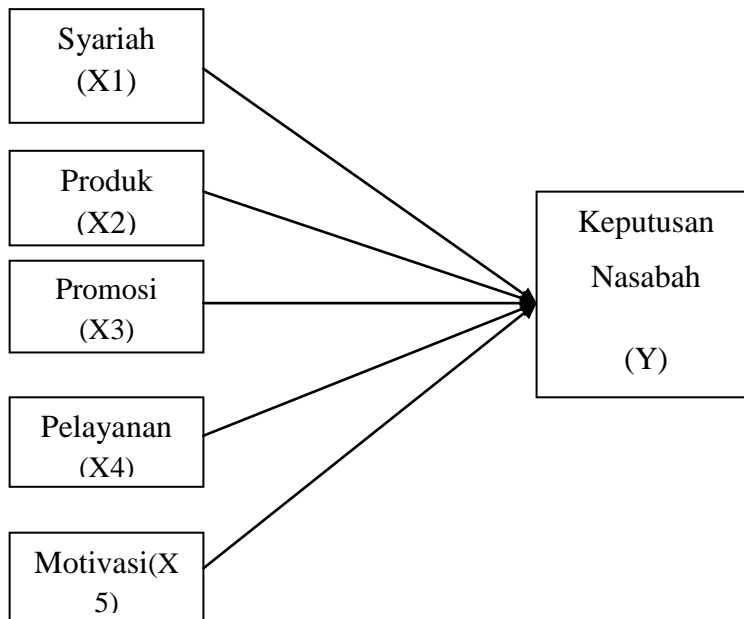 Syariah
(X1)
Produk
(X2)
Promosi
(X3)
Pelayanan
(X4)
Motivasi(X
5)
Keputusan
Nasabah
(Y)